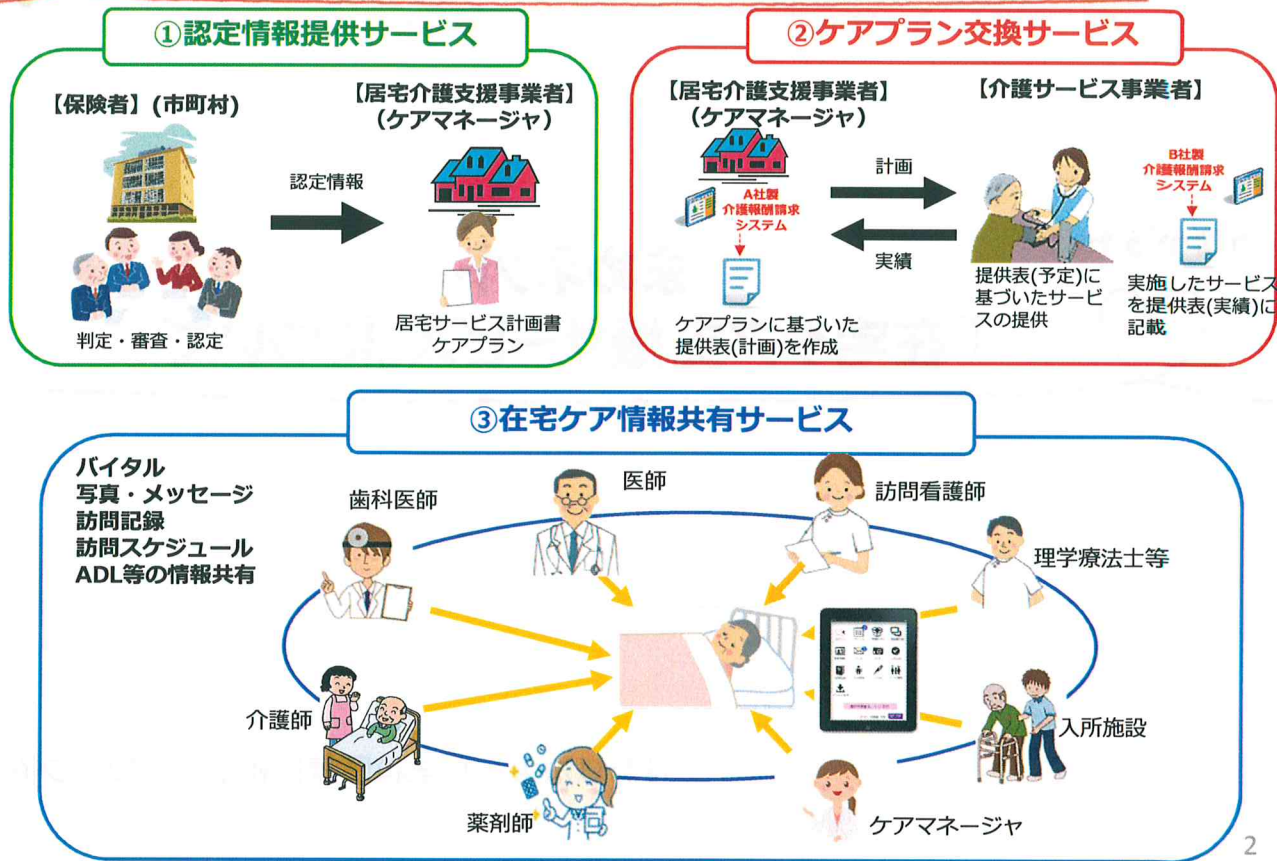 ①認定情報提供サービス
【保険者】(市町村)
【居宅介護支援事業者】
(ケアマネージャ)
認定情報
判定・審査・認定
居宅サービス計画書
ケアプラン
②ケアプラン交換サービス
【居宅介護支援事業者】
(ケアマネージャ)
【介護サービス事業者】
A社製
介護報酬請求
システム
計画
実績
B社製
介護報酬請求
システム
ケアプランに基づいた
提供表(計画)を作成
提供表(予定)に
基づいたサービ
スの提供
実施したサービス
を提供表(実績)に
記載
③在宅ケア情報共有サービス
バイタル
写真・メッセージ
訪問記録
訪問スケジュール
ADL等の情報共有
歯科医師
医師
訪問看護師
理学療法士等
介護師
入所施設
薬剤師
ケアマネージャ
2